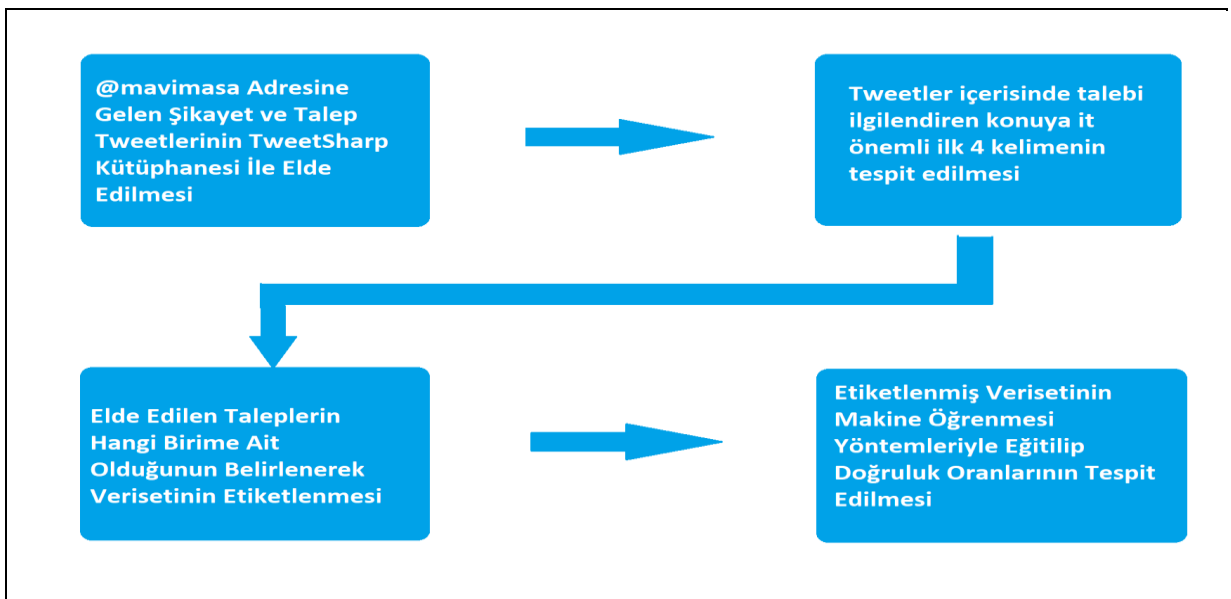 @mavimasa Adresine
Gelen Şikayet ve Talep
Tweetlerinin TweetSharp
Kütüphanesi İle Elde
Edilmesi
Tweetler içerisinde talebi
ilgilendiren konuya it
önemli ilk 4 kelimenin
tespit edilmesi
Elde Edilen Taleplerin
Hangi Birime Ait
Olduğunun Belirlenerek
Verisetinin Etiketlenmesi
Etiketlenmiş Verisetinin
Makine Öğrenmesi
Yöntemleriyle Eğitilip
Doğruluk Oranlarının Tespit
Edilmesi